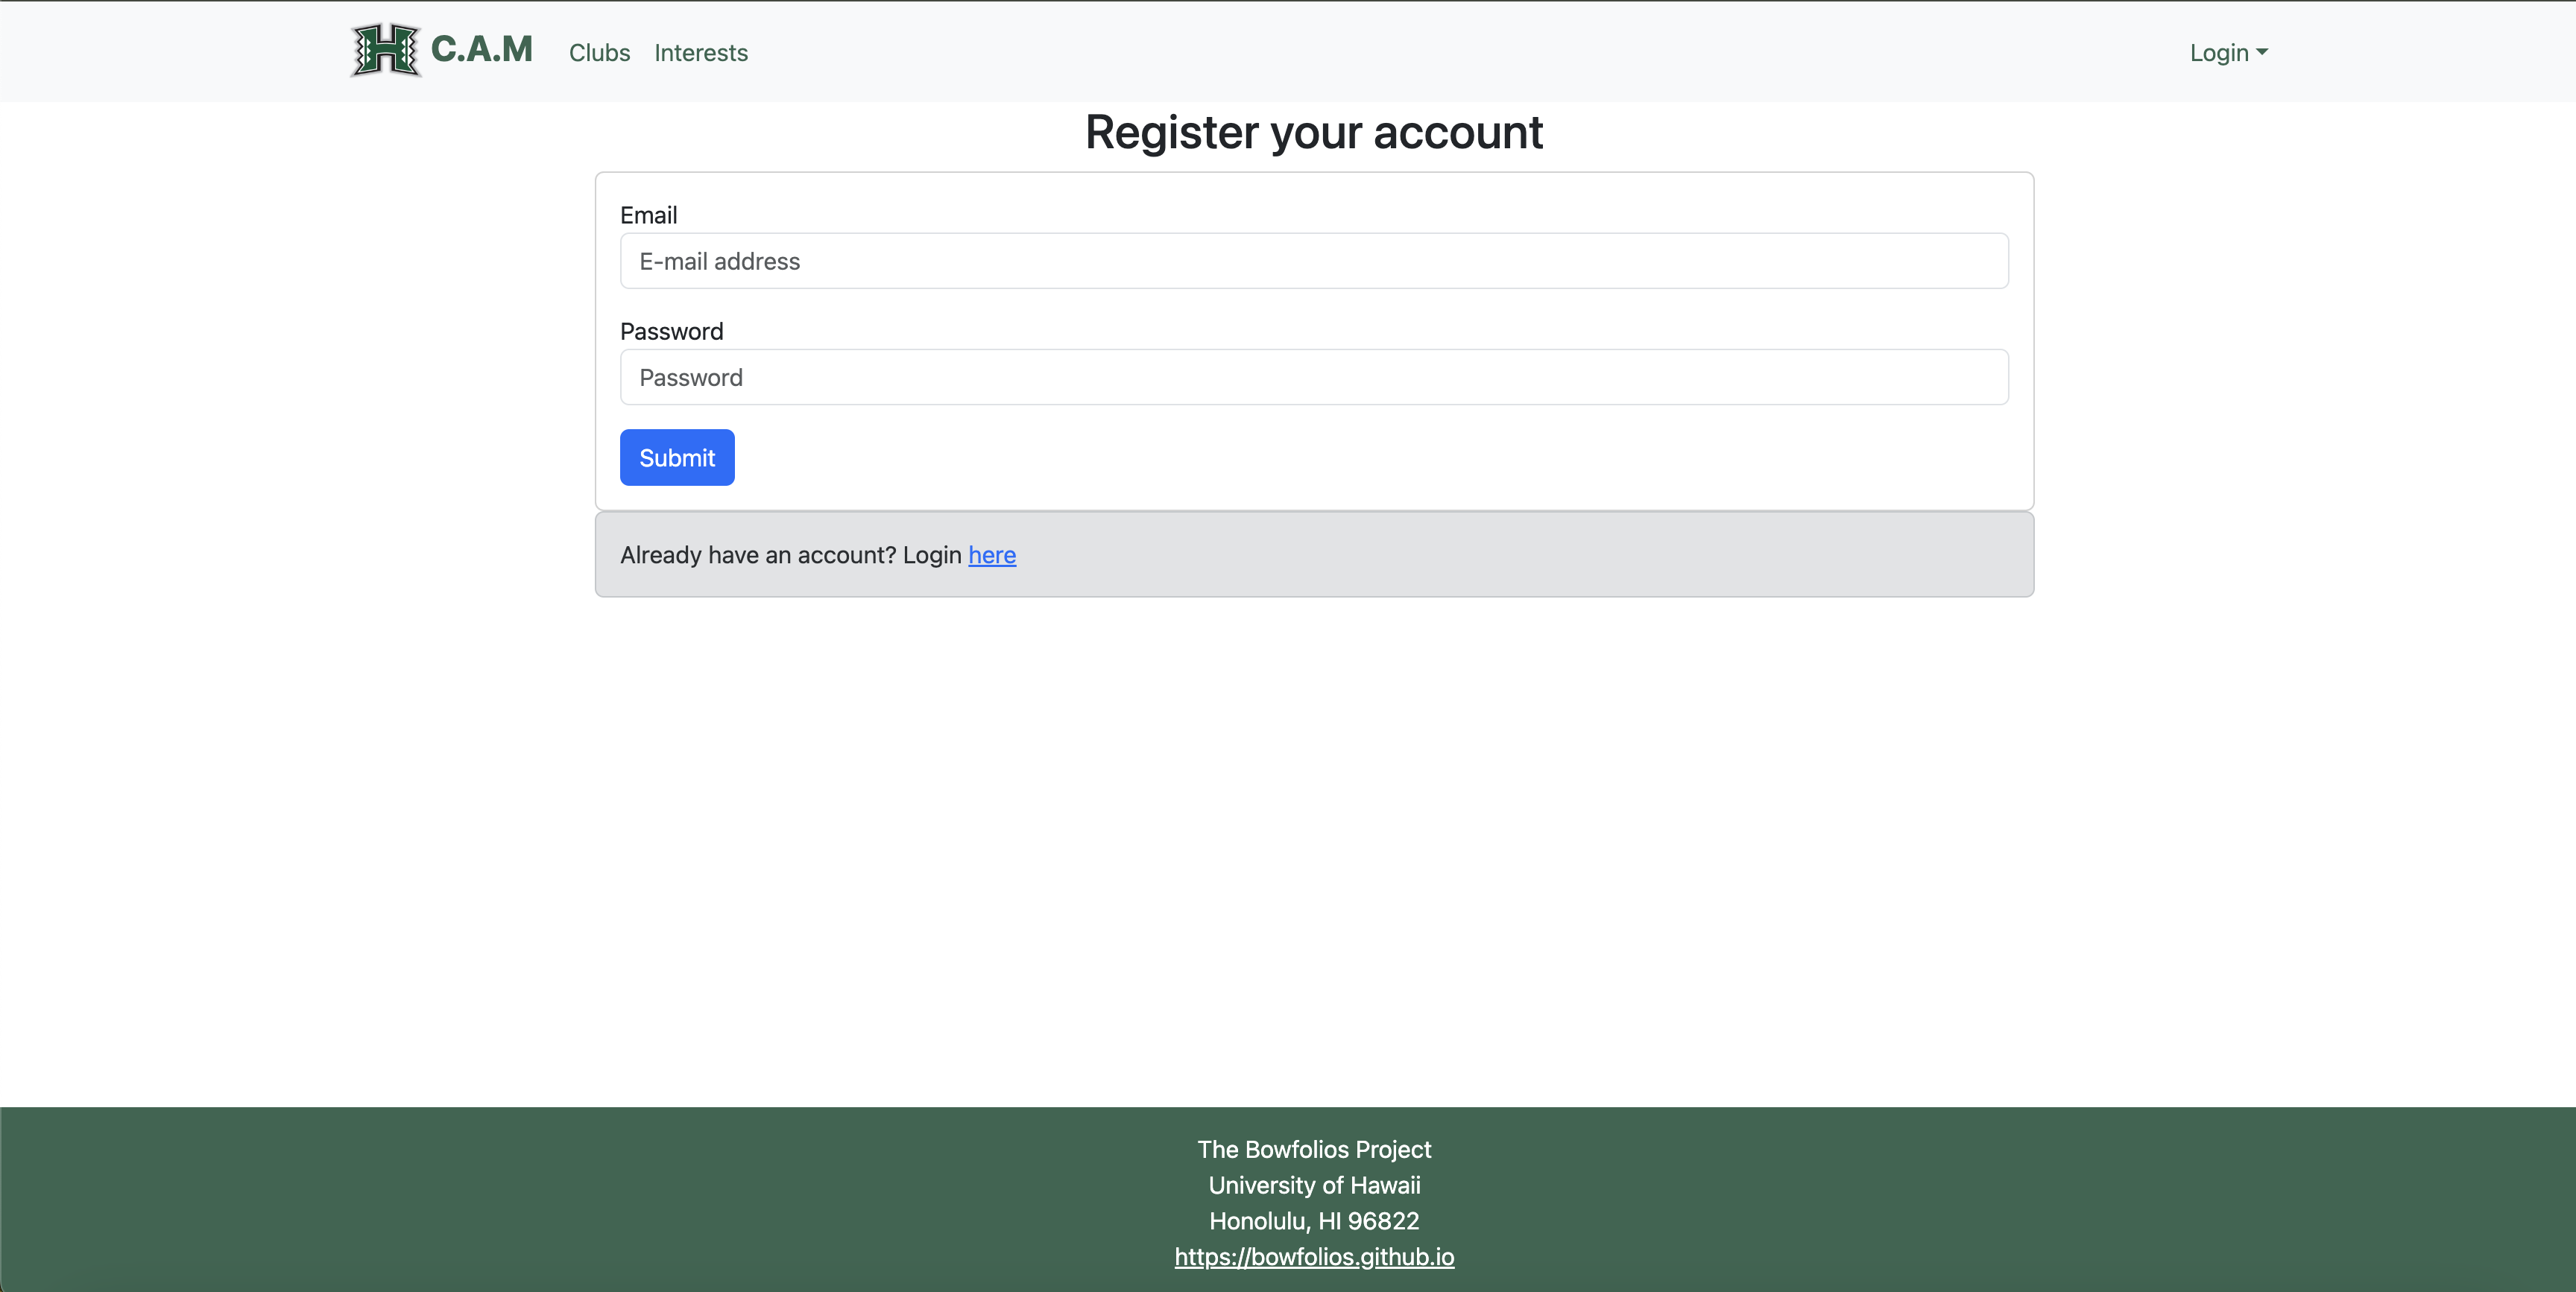 H C.A.M Clubs Interests Login
Register your account
Email
E-mail address
Password
Password
Submit
Already have an account? Login here
The Bowfolios Project
University of Hawaii
Honolulu, HI 96822
https://bowfolios.github.io